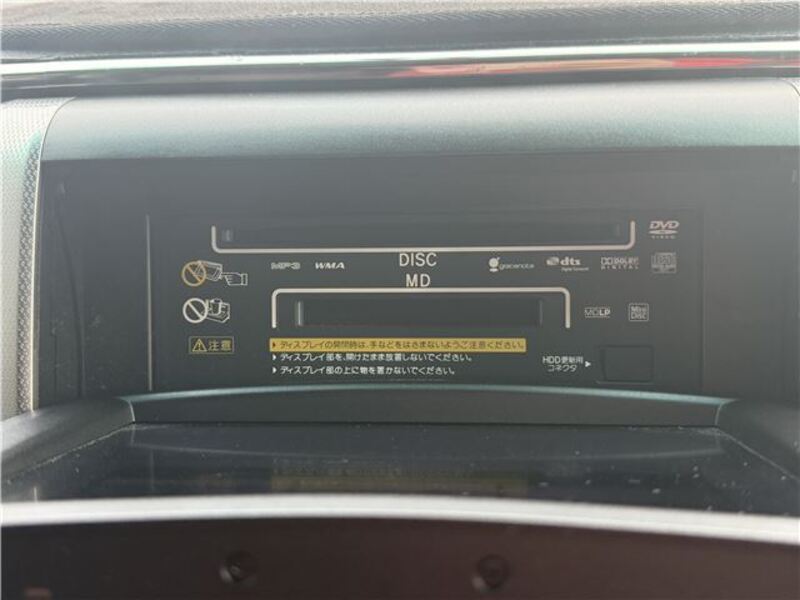 DVD
VIDEO
MP3 WMA DISC gracenote dts DOLBY
Digital Surround DIGITAL
MD
MDLP Mini
Disc
注意
ディスプレイの開閉時は、手などをはさまないようご注意ください。
ディスプレイ部を、開けたまま放置しないでください。
ディスプレイ部の上に物を置かないでください。
HDD更新用
コネクタ